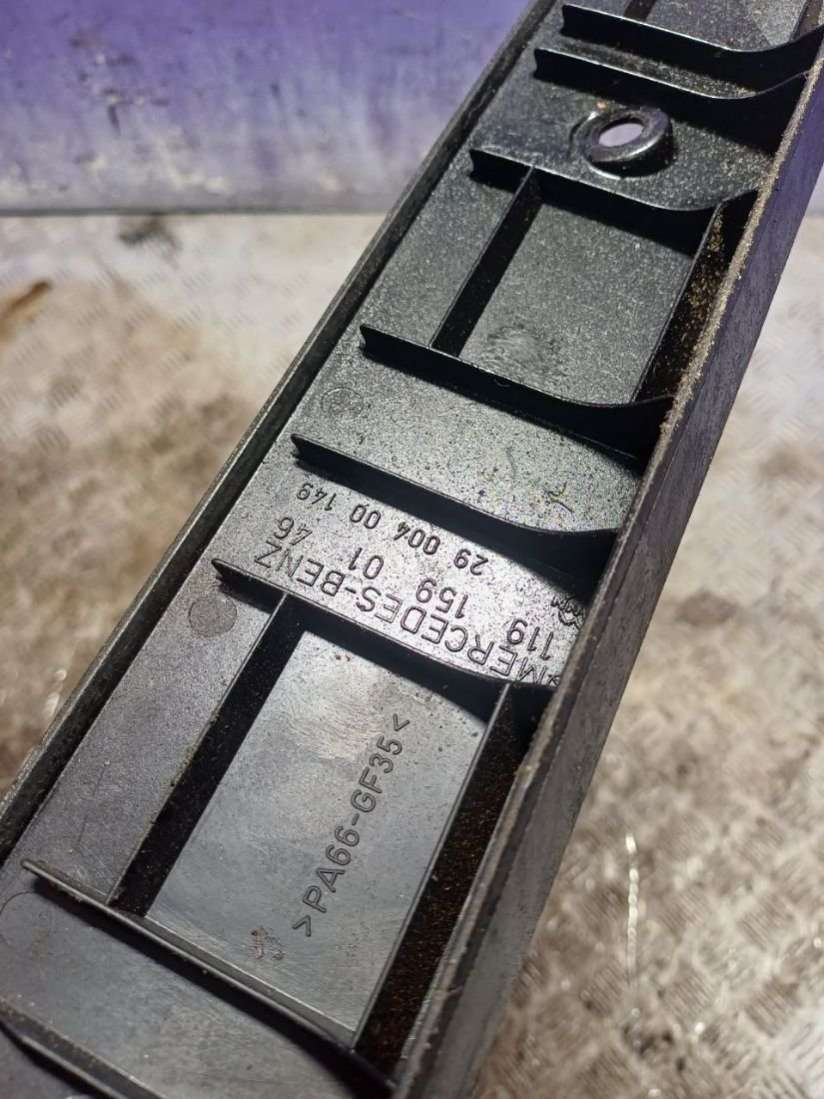 MERCEDES-BENZ
119 159 01 46
29 004 00 149
>PA66-GF35<